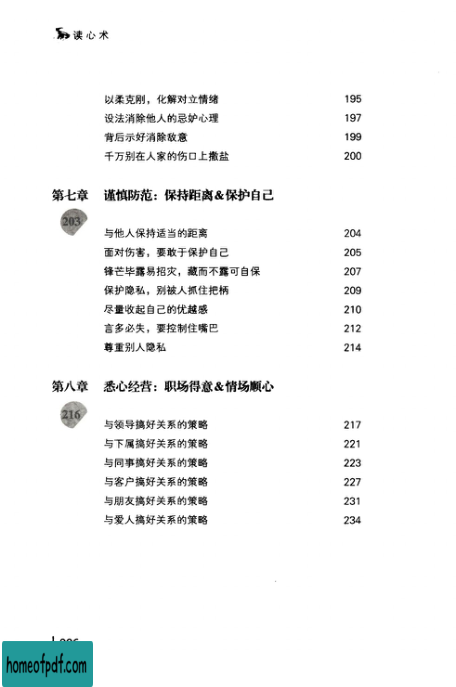 读心术
以柔克刚，化解对立情绪 195
设法消除他人的忌妒心理 197
背后示好消除敌意 199
千万别在人家的伤口上撒盐 200
第七章 谨慎防范：保持距离&保护自己
203
与他人保持适当的距离 204
面对伤害，要敢于保护自己 205
锋芒毕露易招灾，藏而不露可自保 207
保护隐私，别被人抓住把柄 209
尽量收起自己的优越感 210
言多必失，要控制住嘴巴 212
尊重别人隐私 214
第八章 悉心经营：职场得意&情场顺心
216
与领导搞好关系的策略 217
与下属搞好关系的策略 221
与同事搞好关系的策略 223
与客户搞好关系的策略 227
与朋友搞好关系的策略 231
与爱人搞好关系的策略 234
homeofpdf.com